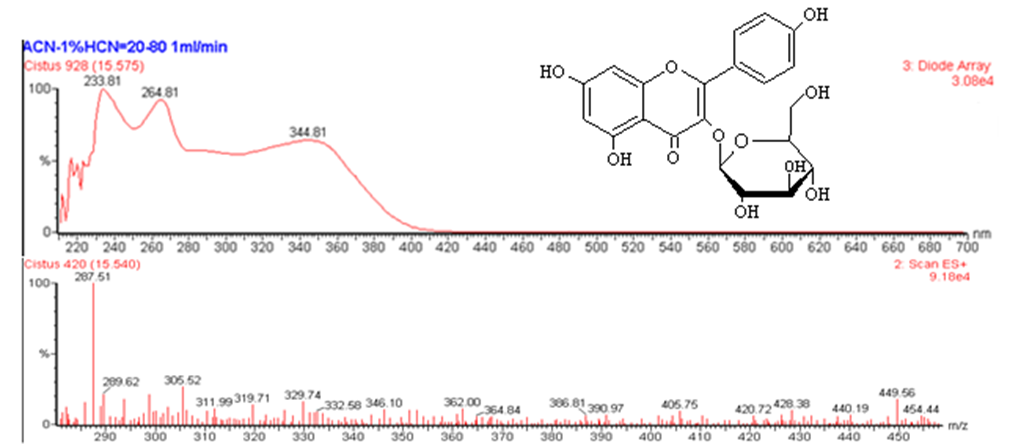 ACN-1%HCN=20-80 1ml/min
Cistus 928 (15.575)
3: Diode Array
3.08e4
233.81
264.81
344.81
100
%
0
220 240 260 280 300 320 340 360 380 400 420 440 460 480 500 520 540 560 580 600 620 640 660 680 700
nm
OH
HO
O
OH
O
O
O
OH
OH
OH
OH
Cistus 420 (15.540)
2: Scan ES+
9.18e4
287.51
100
%
0
289.62
305.52
311.99
319.71
329.74
332.58
346.10
362.00
364.84
386.81
390.97
405.75
420.72
428.38
440.19
449.56
454.44
290 300 310 320 330 340 350 360 370 380 390 400 410 420 430 440 450
m/z